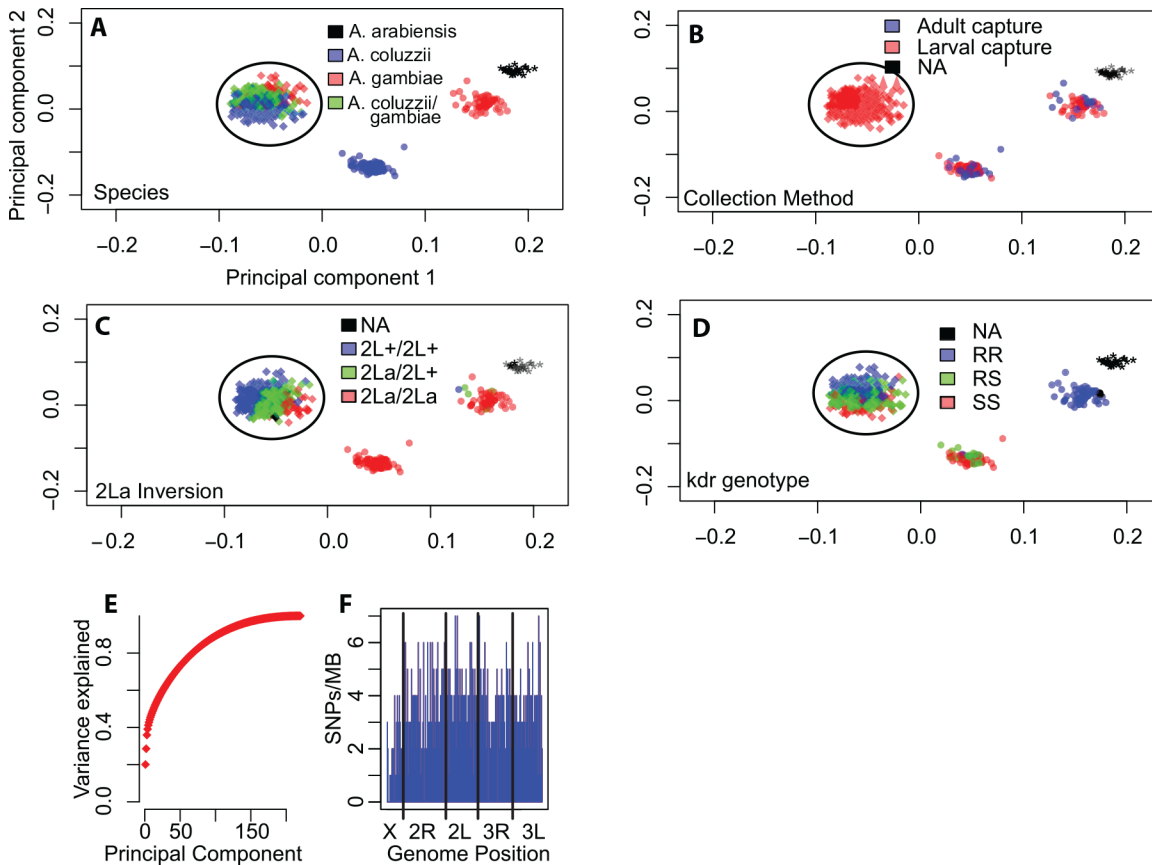 A
A. arabiensis
A. coluzzii
A. gambiae
A. coluzzii/
gambiae
Principal component 2
0.2
0.0
−0.2
Species
−0.2
−0.1
0.0
0.1
0.2
Principal component 1
B
Adult capture
Larval capture
NA
0.2
0.0
−0.2
Collection Method
−0.2
−0.1
0.0
0.1
0.2
C
NA
2L+/2L+
2La/2L+
2La/2La
0.2
0.0
−0.2
2La Inversion
−0.2
−0.1
0.0
0.1
0.2
D
NA
RR
RS
SS
0.2
0.0
−0.2
kdr genotype
−0.2
−0.1
0.0
0.1
0.2
E
Variance explained
0.8
0.4
0.0
0
50
150
Principal Component
F
SNPs/MB
6
4
2
0
X
2R
2L
3R
3L
Genome Position